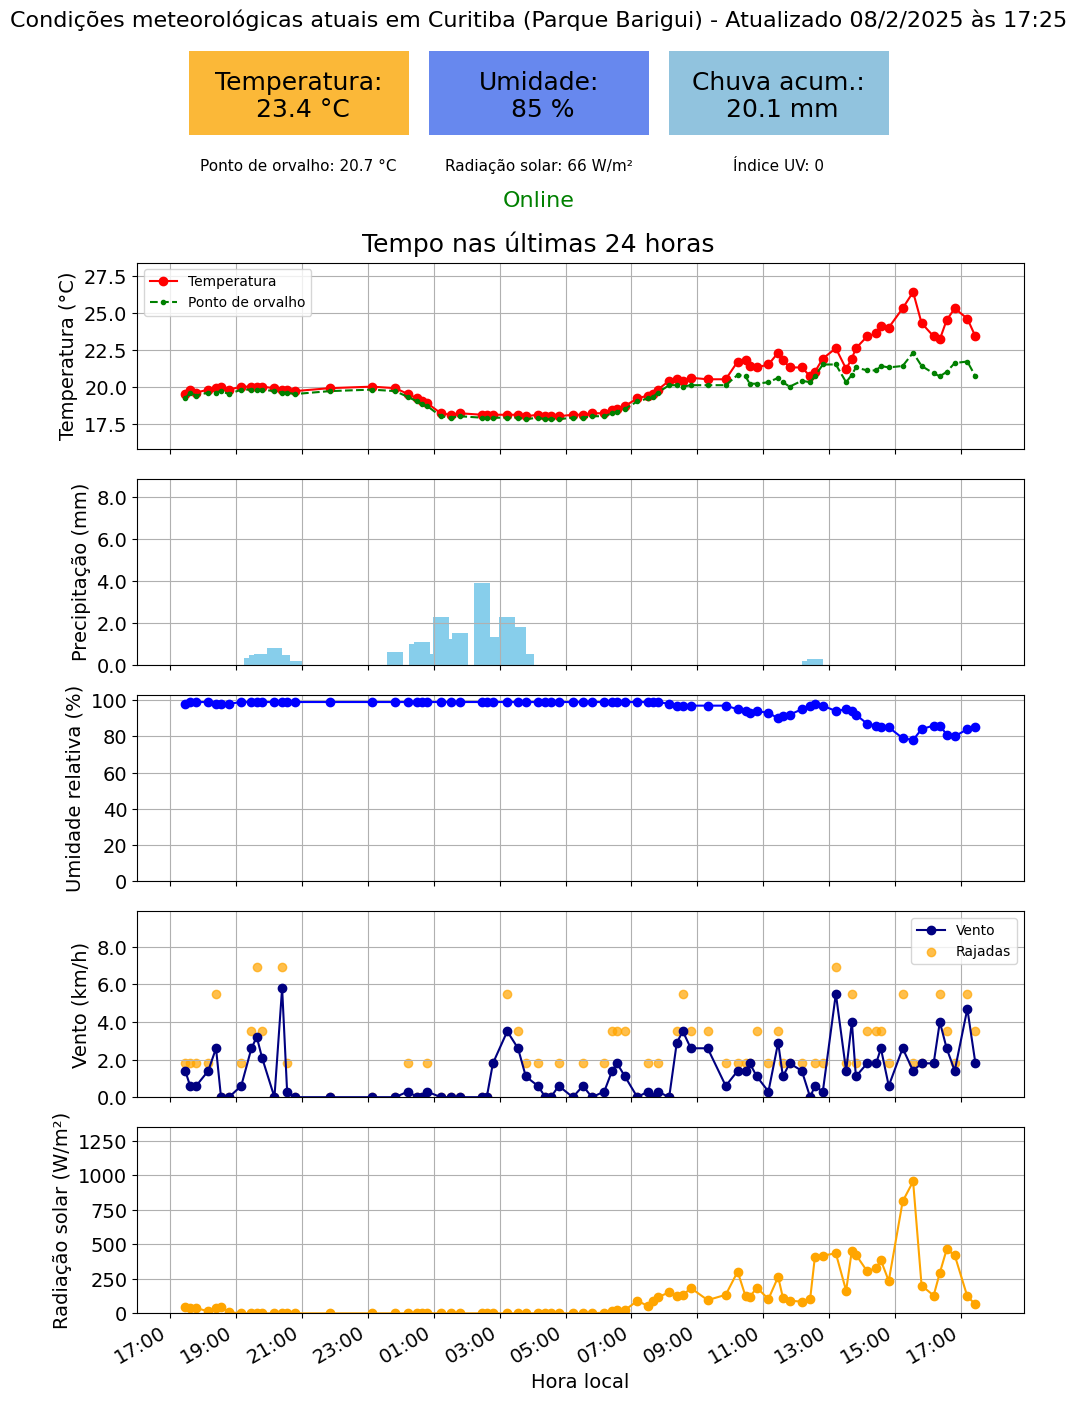 Condições meteorológicas atuais em Curitiba (Parque Barigui) - Atualizado 08/2/2025 às 17:25
Temperatura:
23.4 °C
Umidade:
85 %
Chuva acum.:
20.1 mm
Ponto de orvalho: 20.7 °C
Radiação solar: 66 W/m²
Índice UV: 0
Online
Tempo nas últimas 24 horas
Temperatura (°C)
27.5
25.0
22.5
20.0
17.5
Temperatura
Ponto de orvalho
Precipitação (mm)
8.0
6.0
4.0
2.0
0.0
Umidade relativa (%)
100
80
60
40
20
0
Vento (km/h)
8.0
6.0
4.0
2.0
0.0
Vento
Rajadas
Radiação solar (W/m²)
1250
1000
750
500
250
0
17:00
19:00
21:00
23:00
01:00
03:00
05:00
07:00
09:00
11:00
13:00
15:00
17:00
Hora local